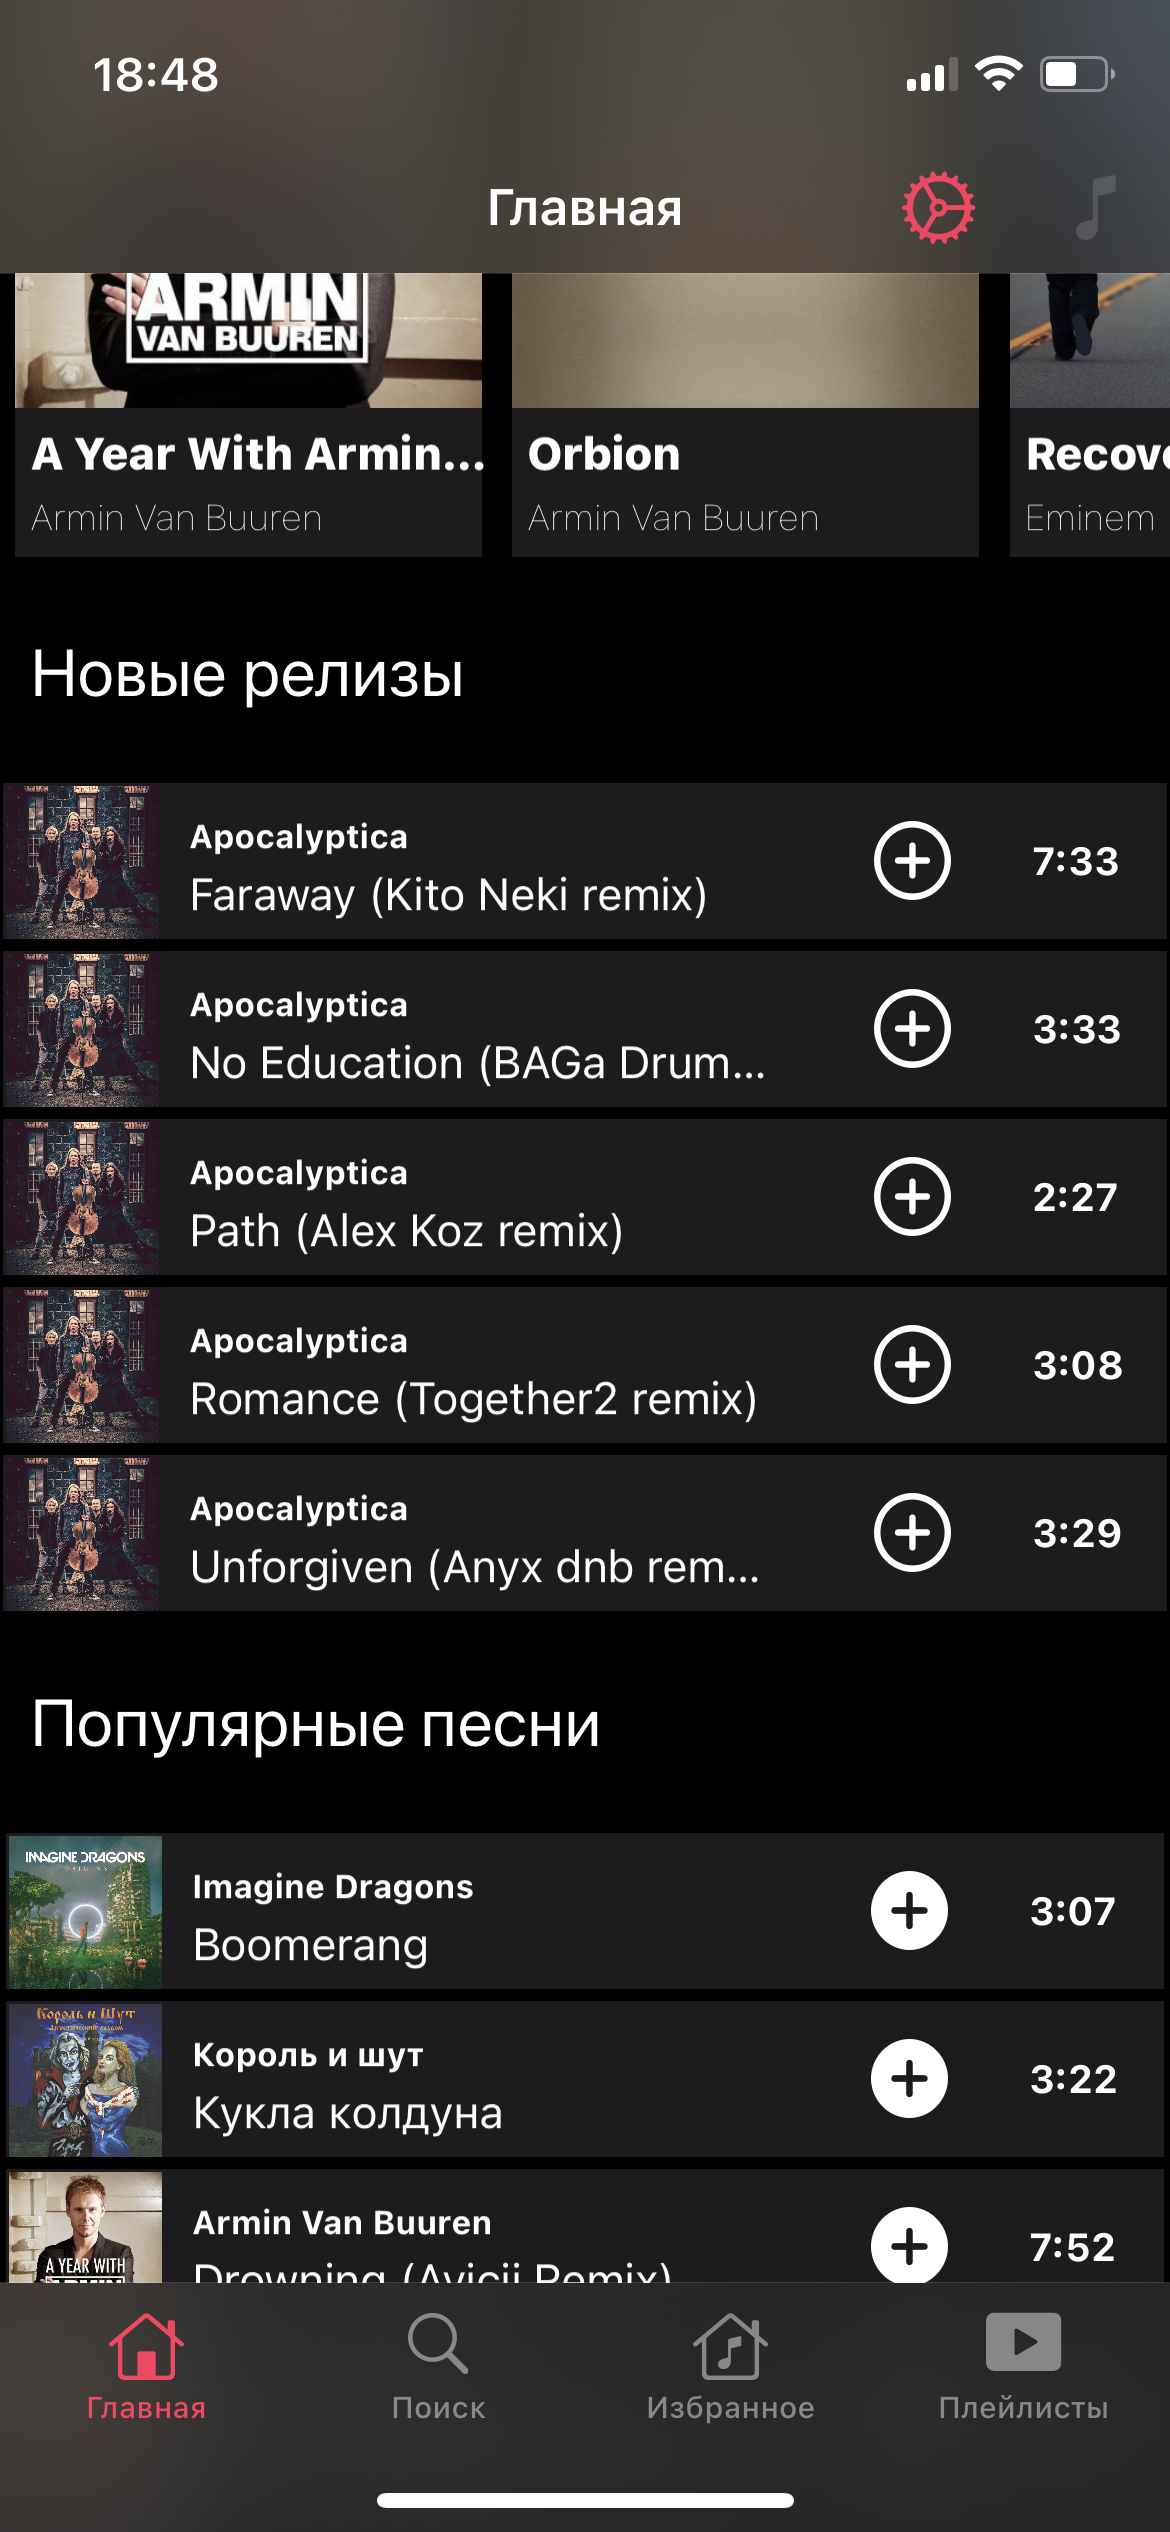 18:48
Главная
ARMIN
VAN BUUREN
A Year With Armin...
Armin Van Buuren
Orbion
Armin Van Buuren
Recov
Eminem
Новые релизы
Apocalyptica
Faraway (Kito Neki remix)
7:33
Apocalyptica
No Education (BAGa Drum...
3:33
Apocalyptica
Path (Alex Koz remix)
2:27
Apocalyptica
Romance (Together2 remix)
3:08
Apocalyptica
Unforgiven (Anyx dnb rem...
3:29
Популярные песни
IMAGINE DRAGONS
ORIGINS
Imagine Dragons
Boomerang
3:07
Король и Шут
Король и шут
Кукла колдуна
3:22
A YEAR WITH
Armin Van Buuren
Drowning (Avicii Remix)
7:52
Главная
Поиск
Избранное
Плейлисты